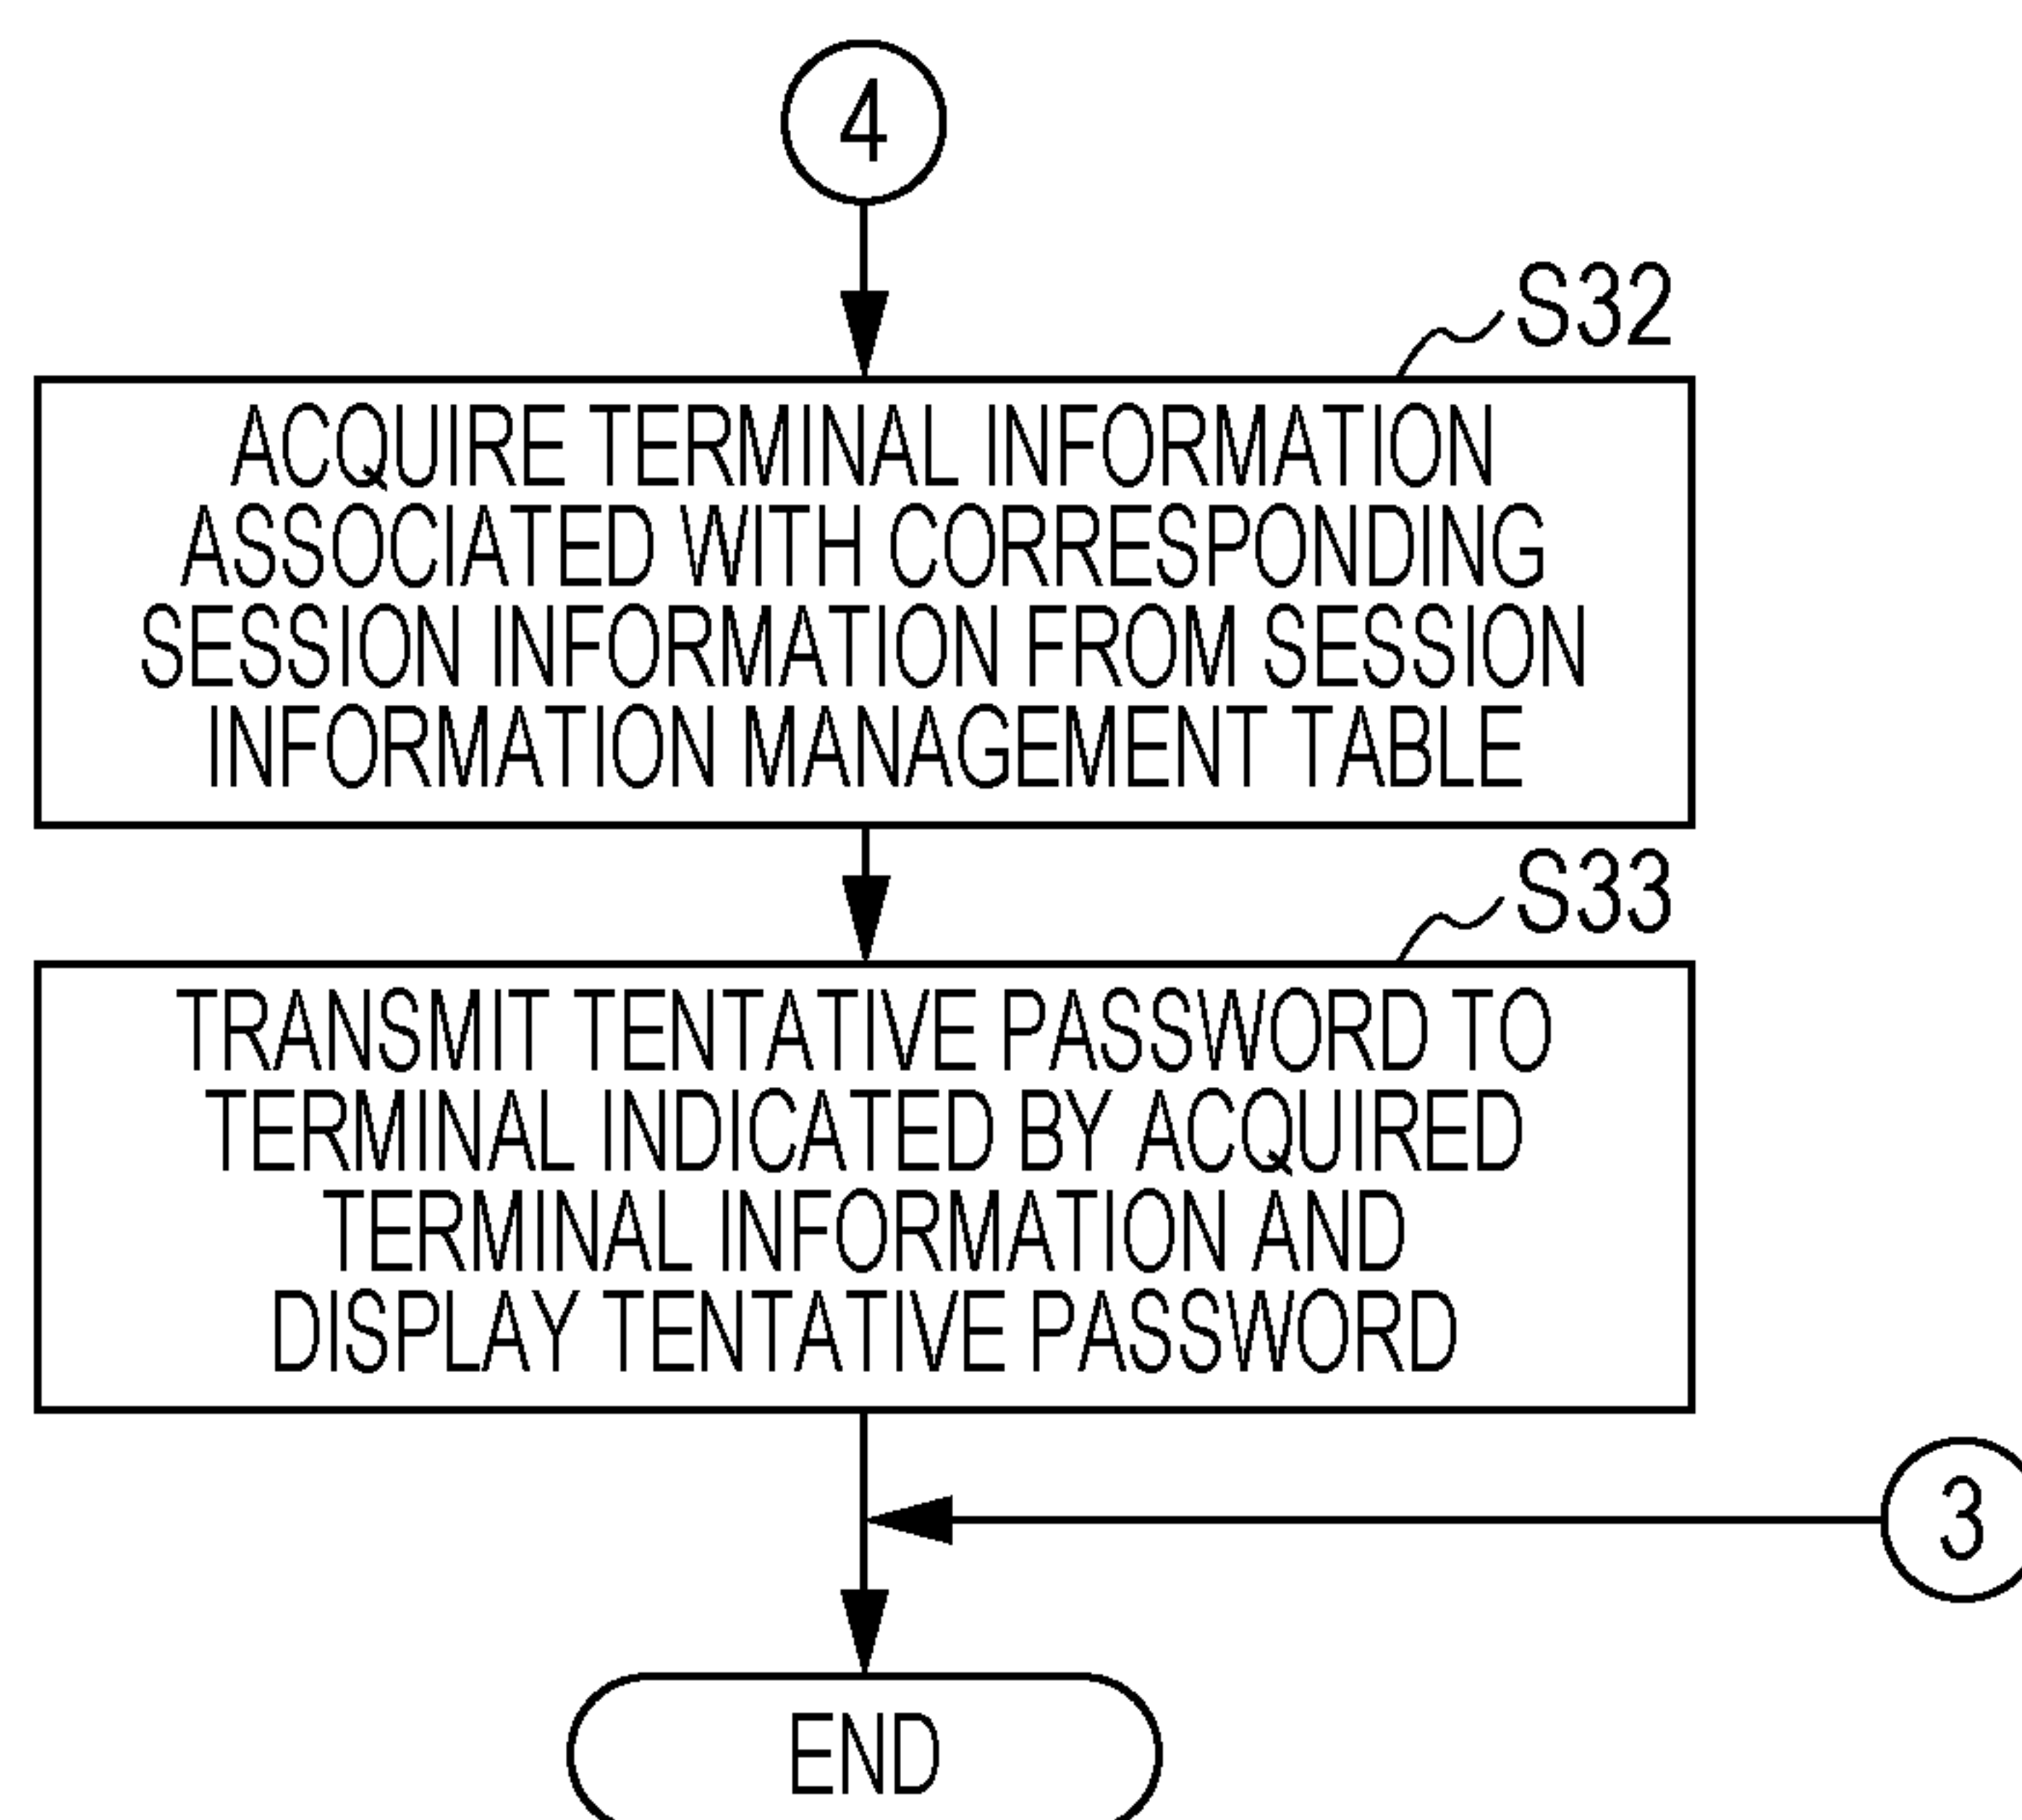 4
S32
ACQUIRE TERMINAL INFORMATION
ASSOCIATED WITH CORRESPONDING
SESSION INFORMATION FROM SESSION
INFORMATION MANAGEMENT TABLE
S33
TRANSMIT TENTATIVE PASSWORD TO
TERMINAL INDICATED BY ACQUIRED
TERMINAL INFORMATION AND
DISPLAY TENTATIVE PASSWORD
3
END